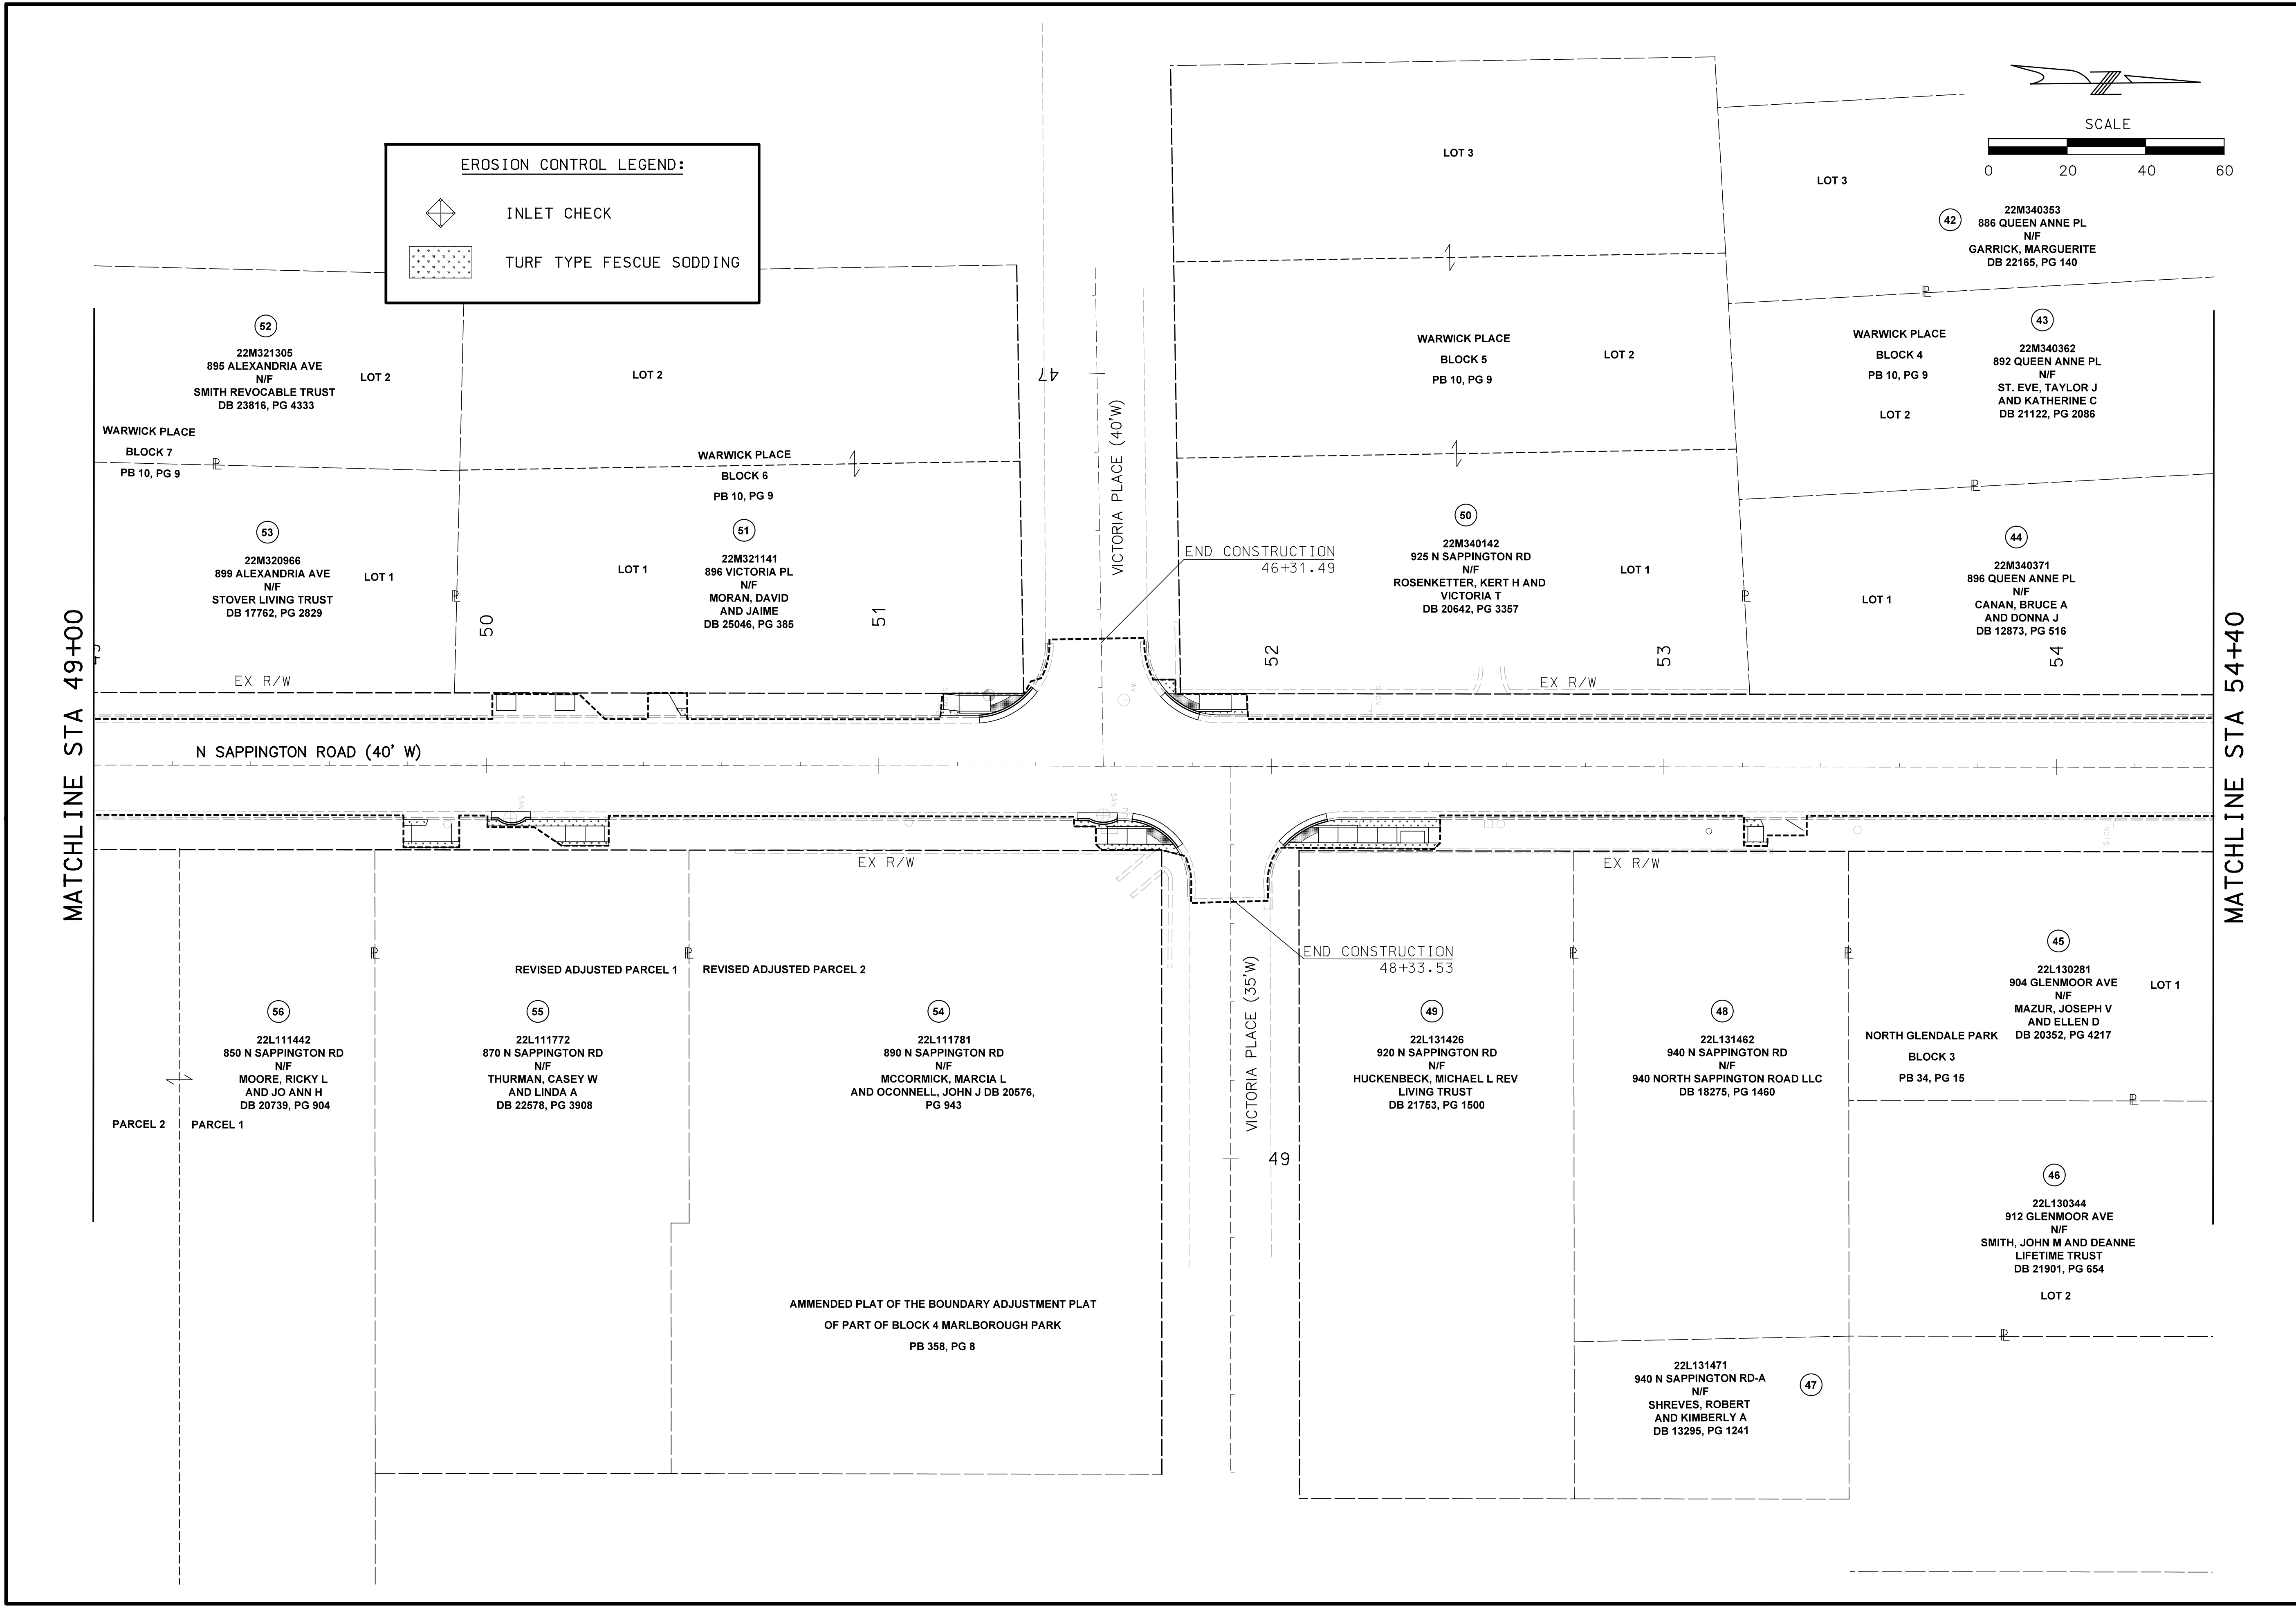 EROSION CONTROL LEGEND:
INLET CHECK
TURF TYPE FESCUE SODDING
SCALE
0 20 40 60
LOT 3
LOT 3
42
22M340353
886 QUEEN ANNE PL
N/F
GARRICK, MARGUERITE
DB 22165, PG 140
52
22M321305
895 ALEXANDRIA AVE
N/F
SMITH REVOCABLE TRUST
DB 23816, PG 4333
LOT 2
LOT 2
47
VICTORIA PLACE (40'W)
WARWICK PLACE
BLOCK 5
PB 10, PG 9
LOT 2
WARWICK PLACE
BLOCK 4
PB 10, PG 9
LOT 2
43
22M340362
892 QUEEN ANNE PL
N/F
ST. EVE, TAYLOR J
AND KATHERINE C
DB 21122, PG 2086
WARWICK PLACE
BLOCK 7
PB 10, PG 9
WARWICK PLACE
BLOCK 6
PB 10, PG 9
53
22M320966
899 ALEXANDRIA AVE
N/F
STOVER LIVING TRUST
DB 17762, PG 2829
LOT 1
LOT 1
51
22M321141
896 VICTORIA PL
N/F
MORAN, DAVID
AND JAIME
DB 25046, PG 385
END CONSTRUCTION
46+31.49
50
22M340142
925 N SAPPINGTON RD
N/F
ROSENKETTER, KERT H AND
VICTORIA T
DB 20642, PG 3357
LOT 1
LOT 1
44
22M340371
896 QUEEN ANNE PL
N/F
CANAN, BRUCE A
AND DONNA J
DB 12873, PG 516
50
51
52
53
54
EX R/W
EX R/W
MATCHLINE STA 49+00
MATCHLINE STA 54+40
N SAPPINGTON ROAD (40' W)
SIGN
WV
SAN
SAN
SIGN
EX R/W
EX R/W
END CONSTRUCTION
48+33.53
VICTORIA PLACE (35'W)
49
REVISED ADJUSTED PARCEL 1
REVISED ADJUSTED PARCEL 2
56
22L111442
850 N SAPPINGTON RD
N/F
MOORE, RICKY L
AND JO ANN H
DB 20739, PG 904
PARCEL 2
PARCEL 1
55
22L111772
870 N SAPPINGTON RD
N/F
THURMAN, CASEY W
AND LINDA A
DB 22578, PG 3908
54
22L111781
890 N SAPPINGTON RD
N/F
MCCORMICK, MARCIA L
AND OCONNELL, JOHN J DB 20576,
PG 943
49
22L131426
920 N SAPPINGTON RD
N/F
HUCKENBECK, MICHAEL L REV
LIVING TRUST
DB 21753, PG 1500
48
22L131462
940 N SAPPINGTON RD
N/F
940 NORTH SAPPINGTON ROAD LLC
DB 18275, PG 1460
45
22L130281
904 GLENMOOR AVE
N/F
MAZUR, JOSEPH V
AND ELLEN D
DB 20352, PG 4217
LOT 1
NORTH GLENDALE PARK
BLOCK 3
PB 34, PG 15
46
22L130344
912 GLENMOOR AVE
N/F
SMITH, JOHN M AND DEANNE
LIFETIME TRUST
DB 21901, PG 654
LOT 2
AMMENDED PLAT OF THE BOUNDARY ADJUSTMENT PLAT
OF PART OF BLOCK 4 MARLBOROUGH PARK
PB 358, PG 8
22L131471
940 N SAPPINGTON RD-A
N/F
SHREVES, ROBERT
AND KIMBERLY A
DB 13295, PG 1241
47